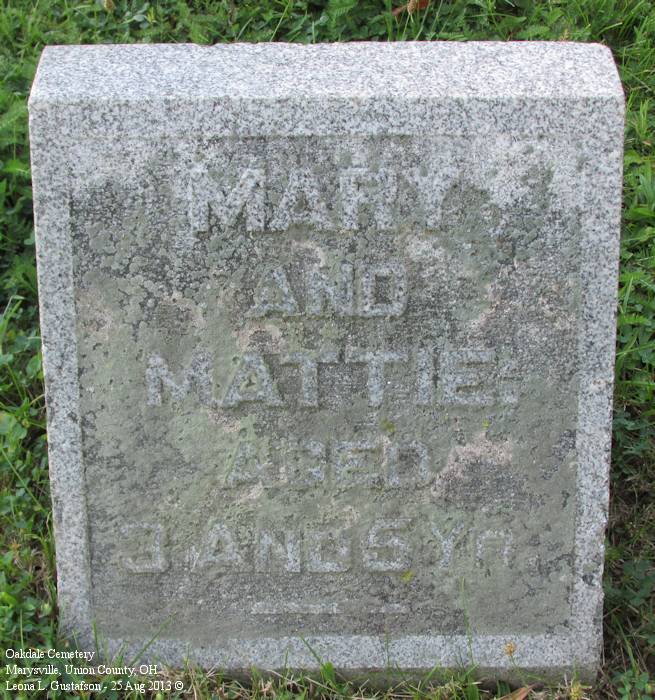 MARY
AND
MATTIE
AGED
3 AND 5 YR
Oakdale Cemetery
Marysville, Union County, OH
Leona L. Gustafson - 25 Aug 2013 ©